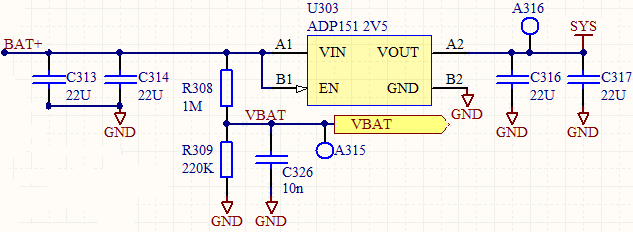 U303
ADP151 2V5
A316
SYS
BAT+
A1
VIN
VOUT
A2
B1
EN
GND
B2
C313
22U
C314
22U
R308
1M
C316
22U
C317
22U
GND
GND
GND
GND
VBAT
VBAT
R309
220K
C326
10n
A315
GND
GND